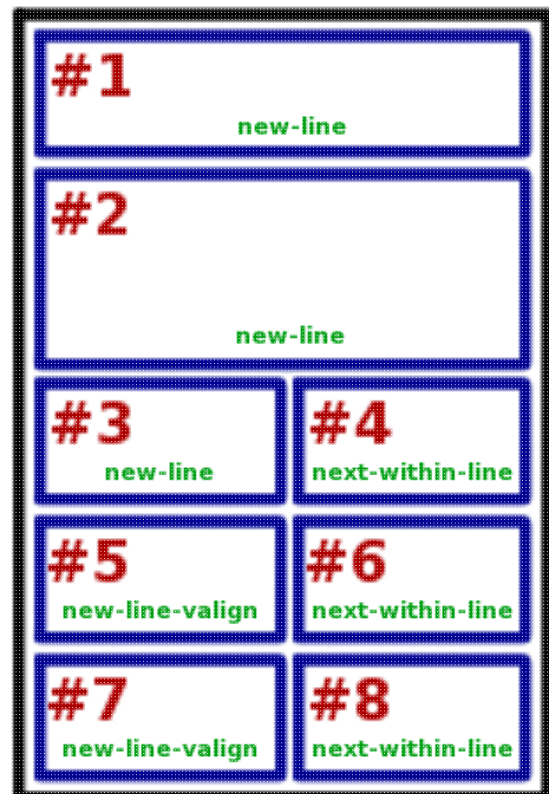 #1
new-line
#2
new-line
#3
new-line
#4
next-within-line
#5
new-line-valign
#6
next-within-line
#7
new-line-valign
#8
next-within-line